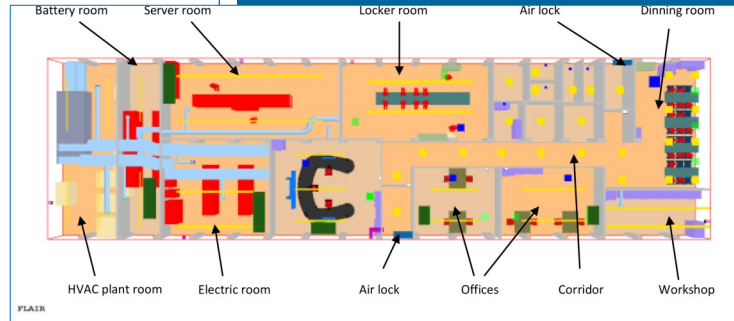 Battery room
Server room
Locker room
Air lock
Dinning room
HVAC plant room
Electric room
Air lock
Offices
Corridor
Workshop
FLAIR